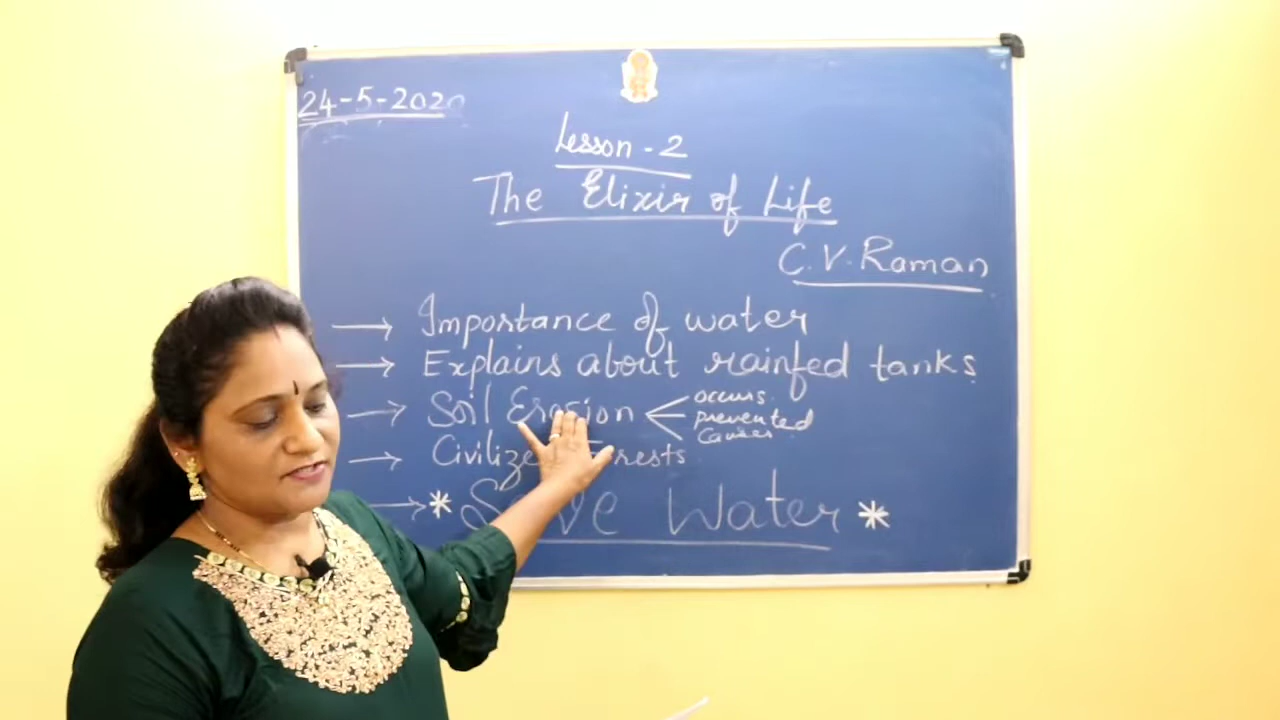 24-5-2020
Lesson - 2
The Elixir of Life
C.V. Raman
→ Importance of water
→ Explains about rainfed tanks
→ Soil Erosion < occurs
prevented
causes
→ Forests
→ * Save Water *